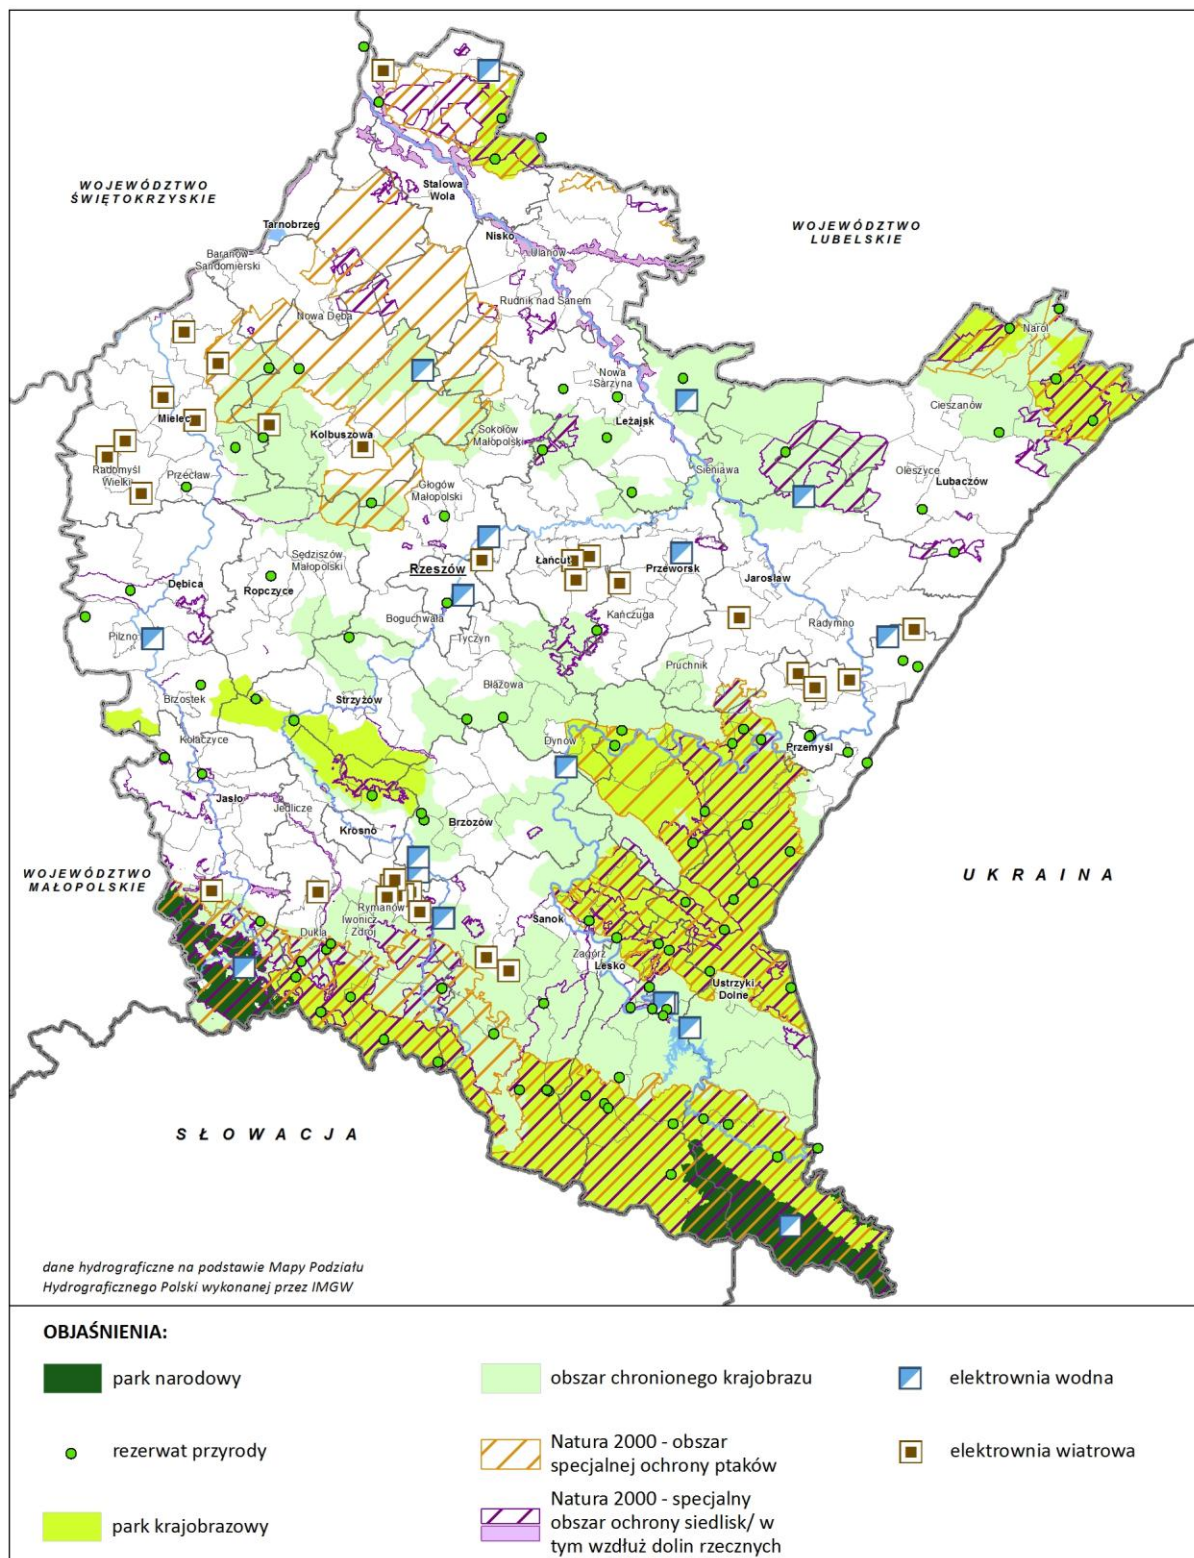 WOJEWÓDZTWO
ŚWIĘTOKRZYSKIE
Stalowa
Wola
Tarnobrzeg
WOJEWÓDZTWO
LUBELSKIE
Nisko
Ulanów
Baranów
Sandomierski
Rudnik nad Sanem
Nowa Dęba
Narol
Nowa
Sarzyna
Cieszanów
Mielec
Kolbuszowa
Sokołów
Małopolski
Leżajsk
Radomyśl
Wielki
Przecław
Głogów
Małopolski
Sieniawa
Oleszyce
Lubaczów
Sędziszów
Małopolski
Rzeszów
Łańcut
Przeworsk
Jarosław
Dębica
Ropczyce
Boguchwała
Kańczuga
Radymno
Pilzno
Tyczyn
Pruchnik
Błażowa
Brzostek
Strzyżów
Kołaczyce
Dynów
Przemyśl
Jasło
Jedlicze
Krosno
Brzozów
WOJEWÓDZTWO
MAŁOPOLSKIE
UKRAINA
Rymanów
Iwonicz
Zdrój
Dukla
Sanok
Zagórz
Lesko
Ustrzyki
Dolne
SŁOWACJA
dane hydrograficzne na podstawie Mapy Podziału
Hydrograficznego Polski wykonanej przez IMGW
OBJAŚNIENIA:
park narodowy
rezerwat przyrody
park krajobrazowy
obszar chronionego krajobrazu
Natura 2000 - obszar
specjalnej ochrony ptaków
Natura 2000 - specjalny
obszar ochrony siedlisk/ w
tym wzdłuż dolin rzecznych
elektrownia wodna
elektrownia wiatrowa